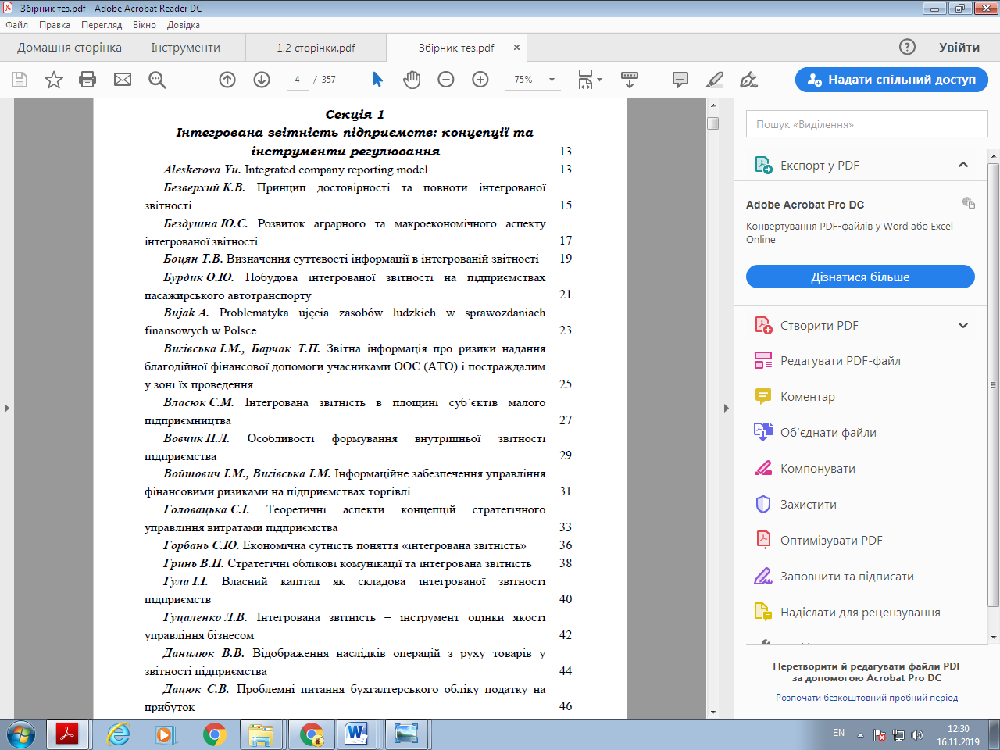 Збірник тез.pdf - Adobe Acrobat Reader DC
Файл Правка Перегляд Вікно Довідка
Домашня сторінка Інструменти 1,2 сторінки.pdf Збірник тез.pdf × ? Увійти
4 / 357 75% Надати спільний доступ
Секція 1
Інтегрована звітність підприємств: концепції та
інструменти регулювання 13
Aleskerova Yu. Integrated company reporting model 13
Безверхий К.В. Принцип достовірності та повноти інтегрованої
звітності 15
Бездушна Ю.С. Розвиток аграрного та макроекономічного аспекту
інтегрованої звітності 17
Боцян Т.В. Визначення суттєвості інформації в інтегрованій звітності 19
Бурдик О.Ю. Побудова інтегрованої звітності на підприємствах
пасажирського автотранспорту 21
Bujak A. Problematyka ujęcia zasobów ludzkich w sprawozdaniach
finansowych w Polsce 23
Вигівська І.М., Барчак Т.П. Звітна інформація про ризики надання
благодійної фінансової допомоги учасниками ООС (АТО) і постраждалим
у зоні їх проведення 25
Власюк С.М. Інтегрована звітність в площині суб’єктів малого
підприємництва 27
Вовчик Н.Л. Особливості формування внутрішньої звітності
підприємства 29
Войтович І.М., Вигівська І.М. Інформаційне забезпечення управління
фінансовими ризиками на підприємствах торгівлі 31
Головацька С.І. Теоретичні аспекти концепцій стратегічного
управління витратами підприємства 33
Горбань С.Ю. Економічна сутність поняття «інтегрована звітність» 36
Гринь В.П. Стратегічні облікові комунікації та інтегрована звітність 38
Гула І.І. Власний капітал як складова інтегрованої звітності
підприємств 40
Гуцаленко Л.В. Інтегрована звітність – інструмент оцінки якості
управління бізнесом 42
Данилюк В.В. Відображення наслідків операцій з руху товарів у
звітності підприємства 44
Дацюк С.В. Проблемні питання бухгалтерського обліку податку на
прибуток 46
Пошук «Виділення»
Експорт у PDF
Adobe Acrobat Pro DC
Конвертування PDF-файлів у Word або Excel
Online
Дізнатися більше
Створити PDF
Редагувати PDF-файл
Коментар
Об'єднати файли
Компонувати
Захистити
Оптимізувати PDF
Заповнити та підписати
Надіслати для рецензування
Перетворити й редагувати файли PDF
за допомогою Acrobat Pro DC
Розпочати безкоштовний пробний період
EN 12:30
16.11.2019